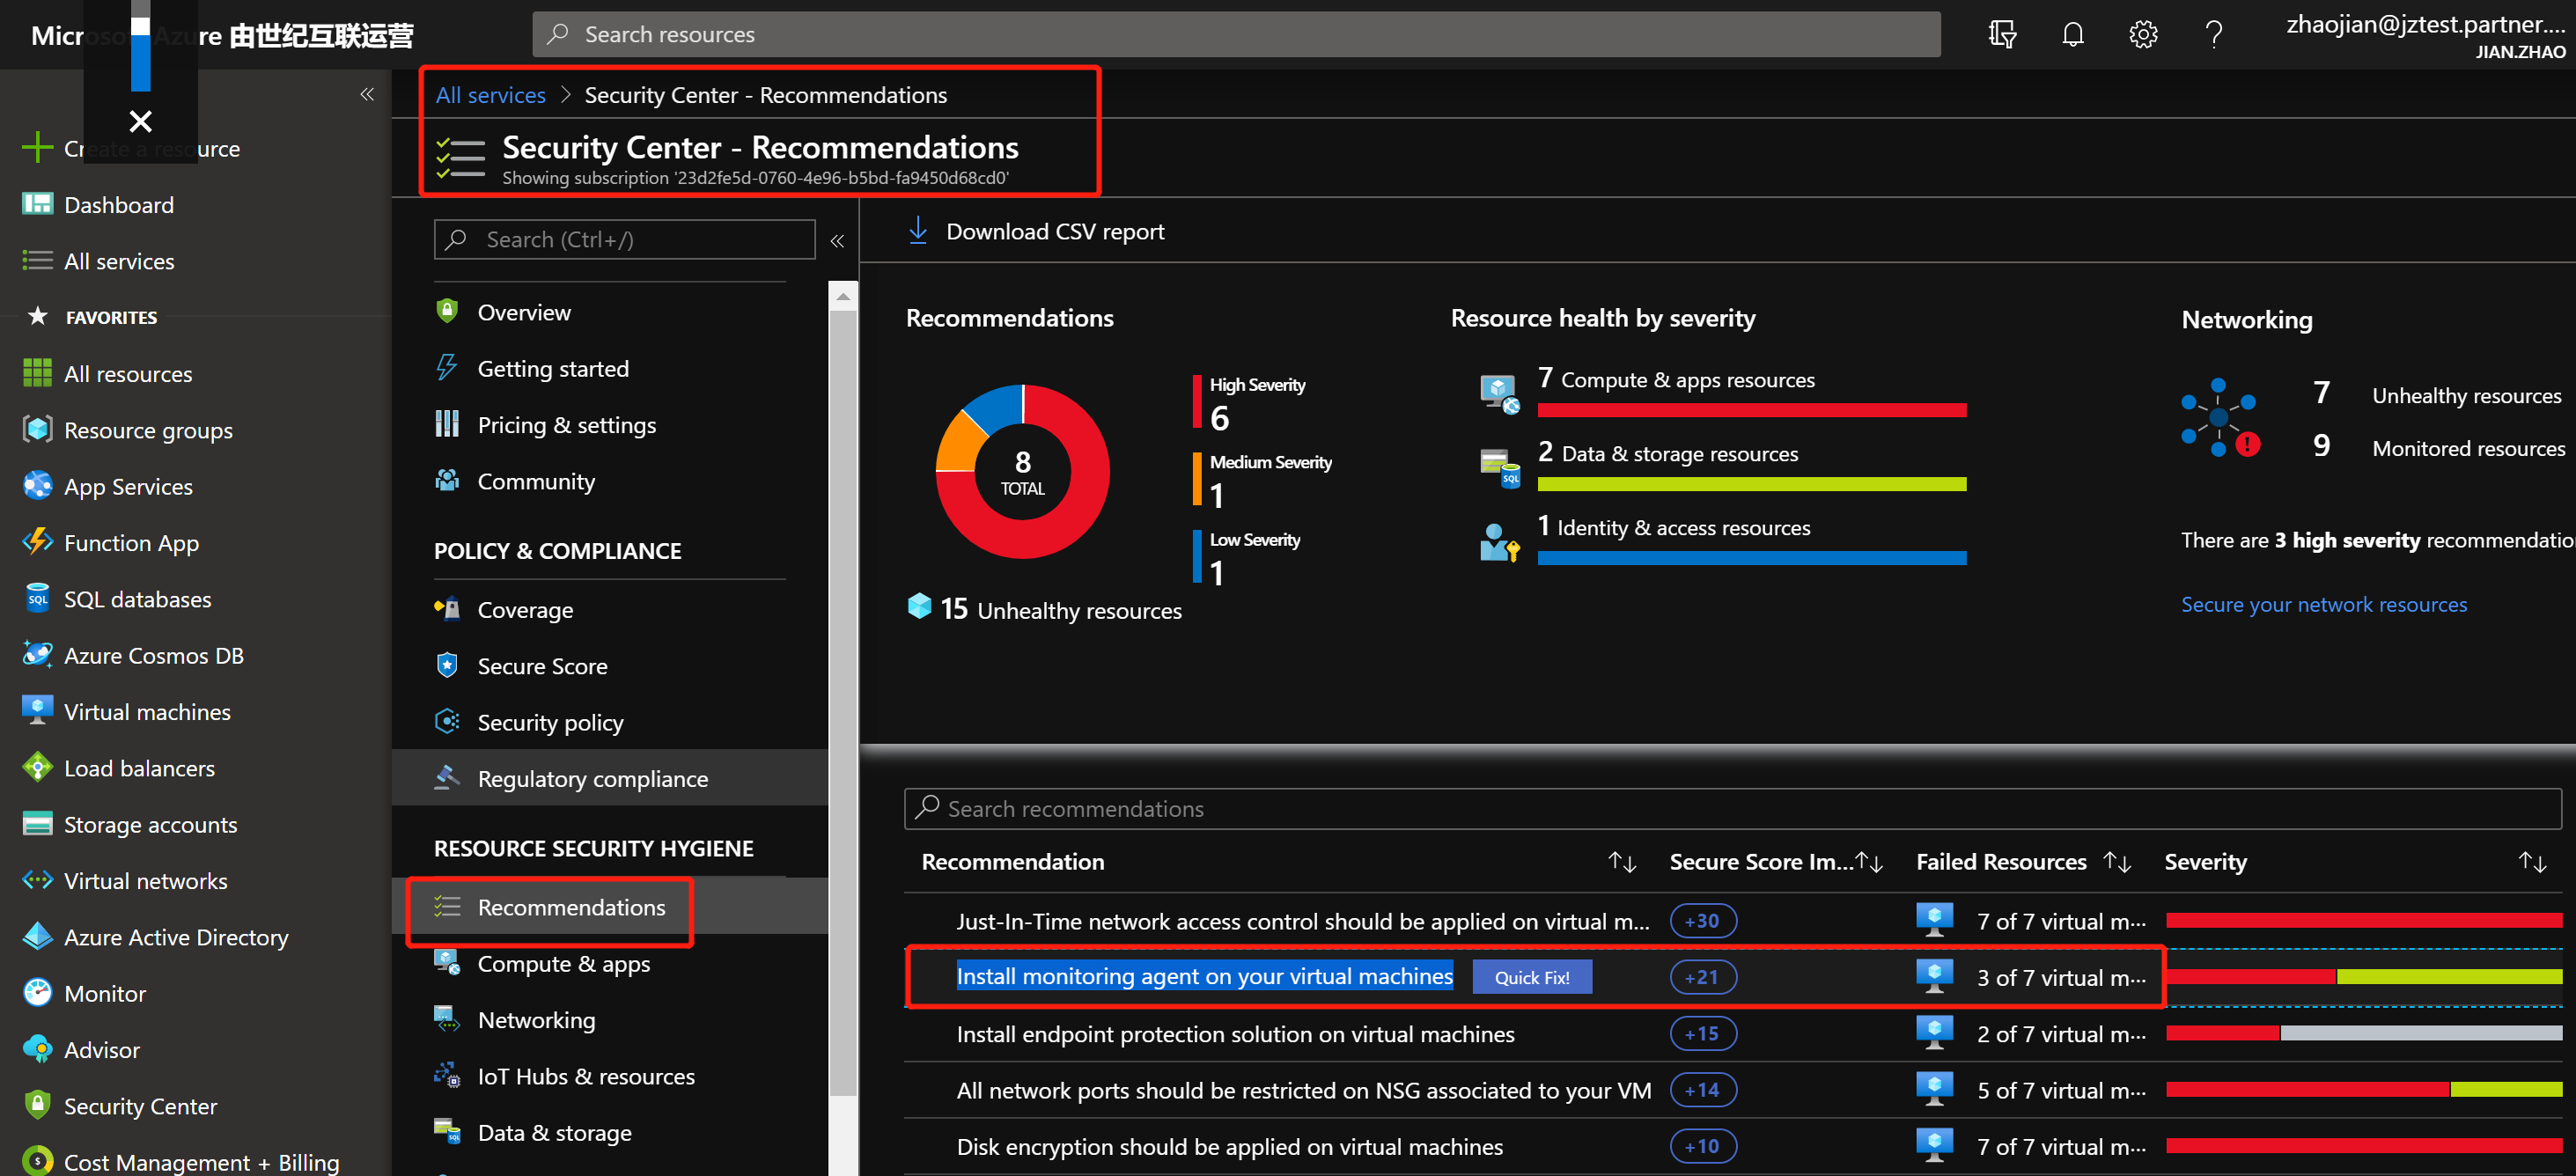 Microsoft Azure 由世纪互联运营
Search resources
zhaojian@jztest.partner....
JIAN.ZHAO
All services > Security Center - Recommendations
Security Center - Recommendations
Showing subscription '23d2fe5d-0760-4e96-b5bd-fa9450d68cd0'
Create a resource
Dashboard
All services
FAVORITES
All resources
Resource groups
App Services
Function App
SQL databases
Azure Cosmos DB
Virtual machines
Load balancers
Storage accounts
Virtual networks
Azure Active Directory
Monitor
Advisor
Security Center
Cost Management + Billing
Search (Ctrl+/)
Overview
Getting started
Pricing & settings
Community
POLICY & COMPLIANCE
Coverage
Secure Score
Security policy
Regulatory compliance
RESOURCE SECURITY HYGIENE
Recommendations
Compute & apps
Networking
IoT Hubs & resources
Data & storage
Download CSV report
Recommendations
8
TOTAL
High Severity
6
Medium Severity
1
Low Severity
1
15 Unhealthy resources
Resource health by severity
7 Compute & apps resources
2 Data & storage resources
1 Identity & access resources
Networking
7 Unhealthy resources
9 Monitored resources
There are 3 high severity recommendatio
Secure your network resources
Search recommendations
Recommendation Secure Score Im... Failed Resources Severity
Just-In-Time network access control should be applied on virtual m... +30 7 of 7 virtual m...
Install monitoring agent on your virtual machines Quick Fix! +21 3 of 7 virtual m...
Install endpoint protection solution on virtual machines +15 2 of 7 virtual m...
All network ports should be restricted on NSG associated to your VM +14 5 of 7 virtual m...
Disk encryption should be applied on virtual machines +10 7 of 7 virtual m...